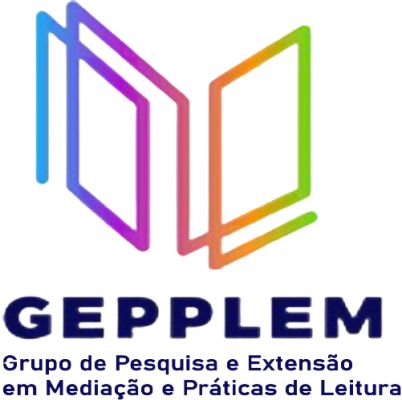 GEPPLEM
Grupo de Pesquisa e Extensão
em Mediação e Práticas de Leitura